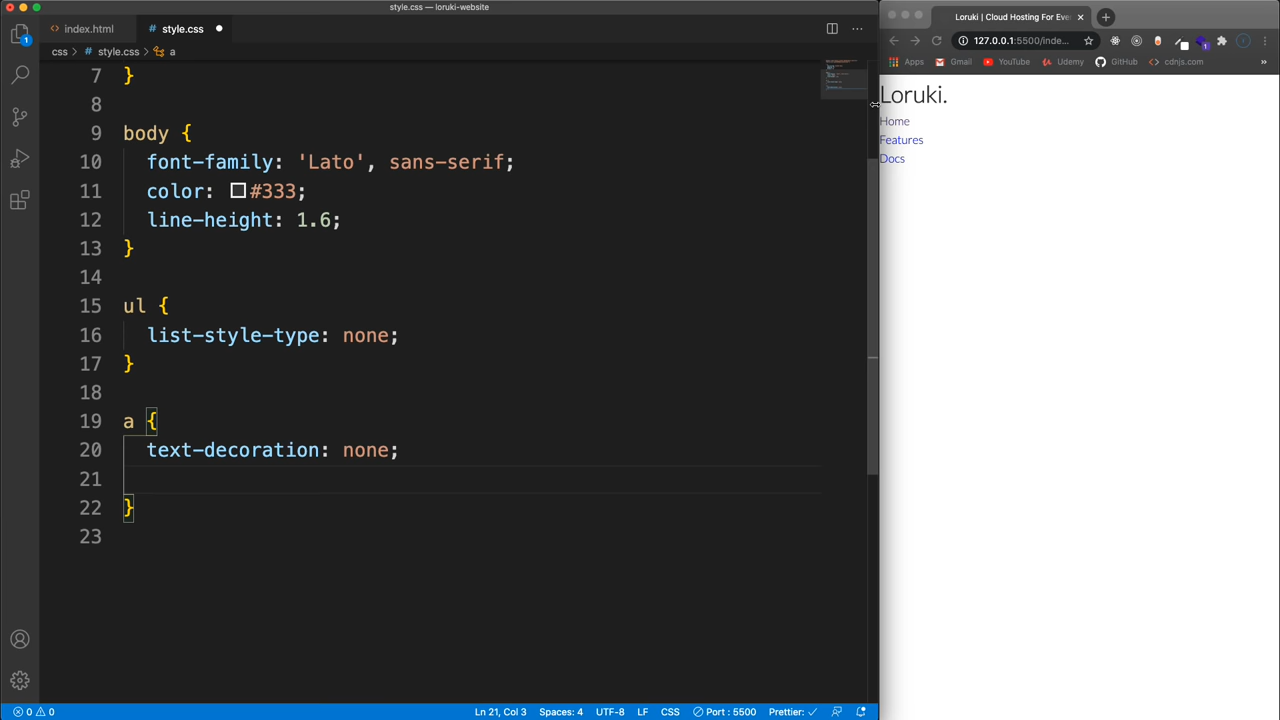 style.css — loruki-website
index.html
style.css
css › style.css › a
7 }
8
9 body {
10 font-family: 'Lato', sans-serif;
11 color: #333;
12 line-height: 1.6;
13 }
14
15 ul {
16 list-style-type: none;
17 }
18
19 a {
20 text-decoration: none;
21
22 }
23
0 0 Ln 21, Col 3 Spaces: 4 UTF-8 LF CSS Port : 5500 Prettier: ✓
Loruki | Cloud Hosting For Eve
127.0.0.1:5500/inde...
Apps Gmail YouTube Udemy GitHub cdnjs.com »
Loruki.
Home
Features
Docs